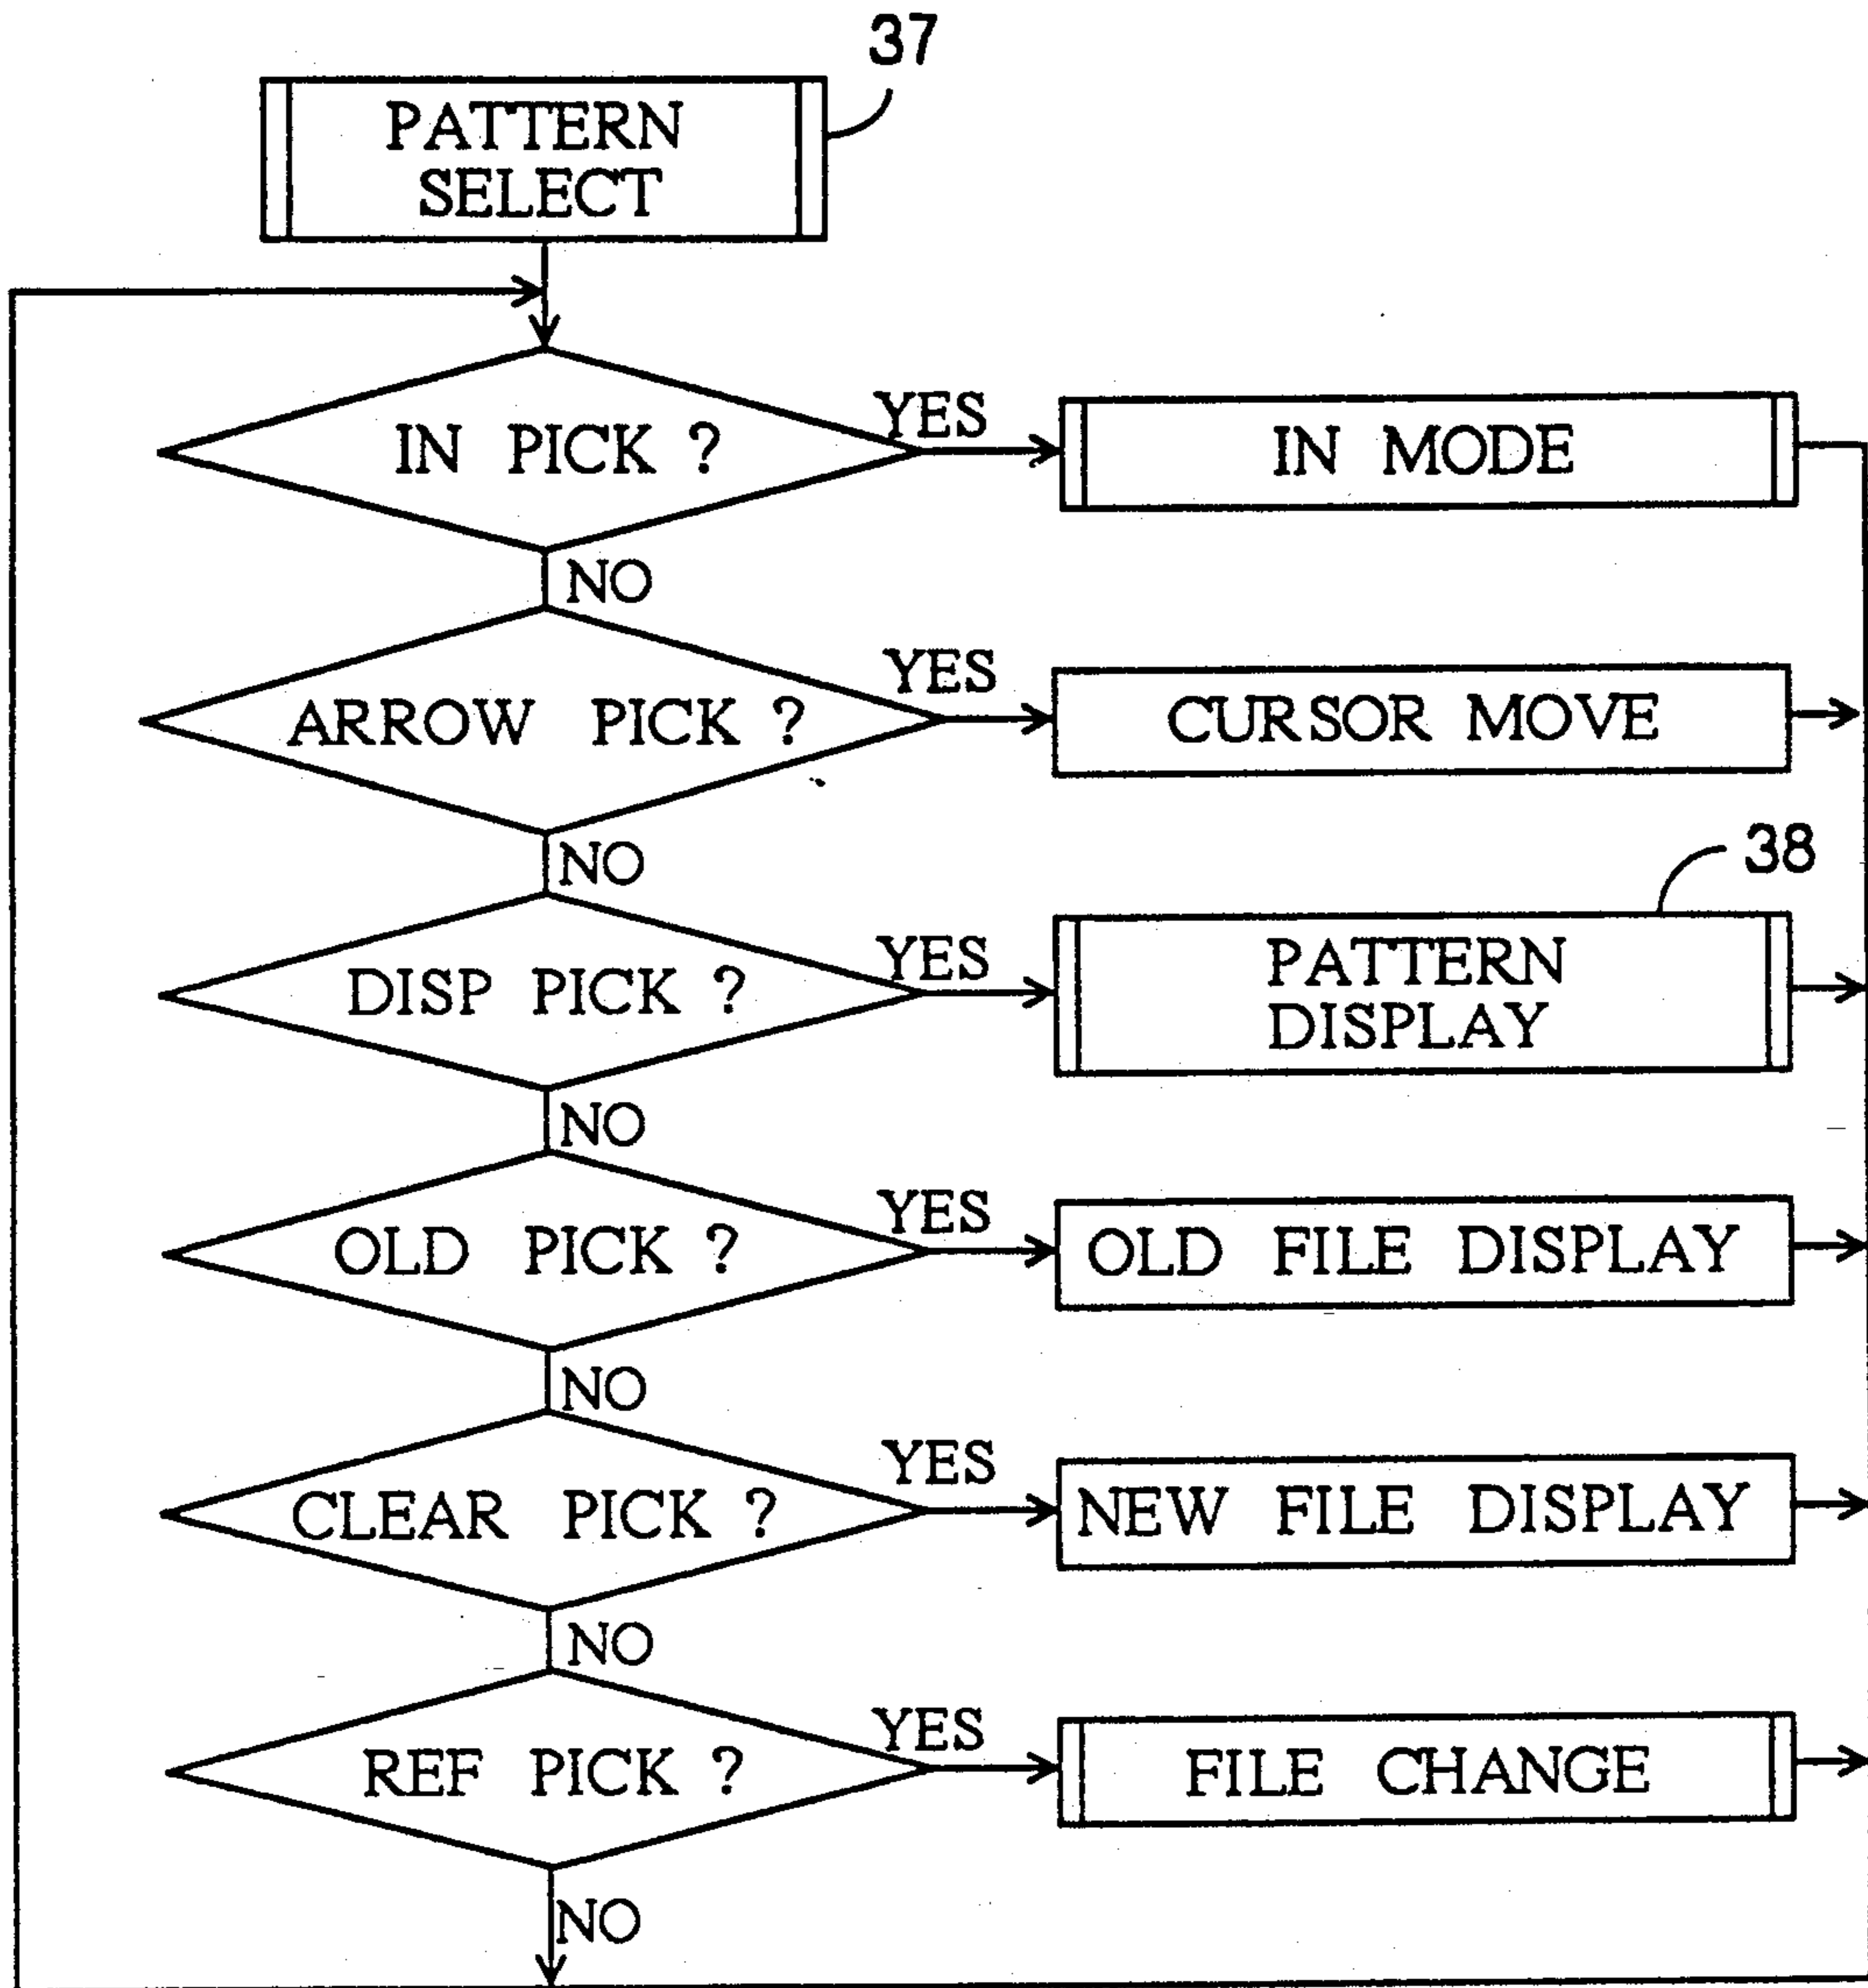 37
PATTERN
SELECT
IN PICK ?
YES
IN MODE
NO
ARROW PICK ?
YES
CURSOR MOVE
NO
38
DISP PICK ?
YES
PATTERN
DISPLAY
NO
OLD PICK ?
YES
OLD FILE DISPLAY
NO
CLEAR PICK ?
YES
NEW FILE DISPLAY
NO
REF PICK ?
YES
FILE CHANGE
NO